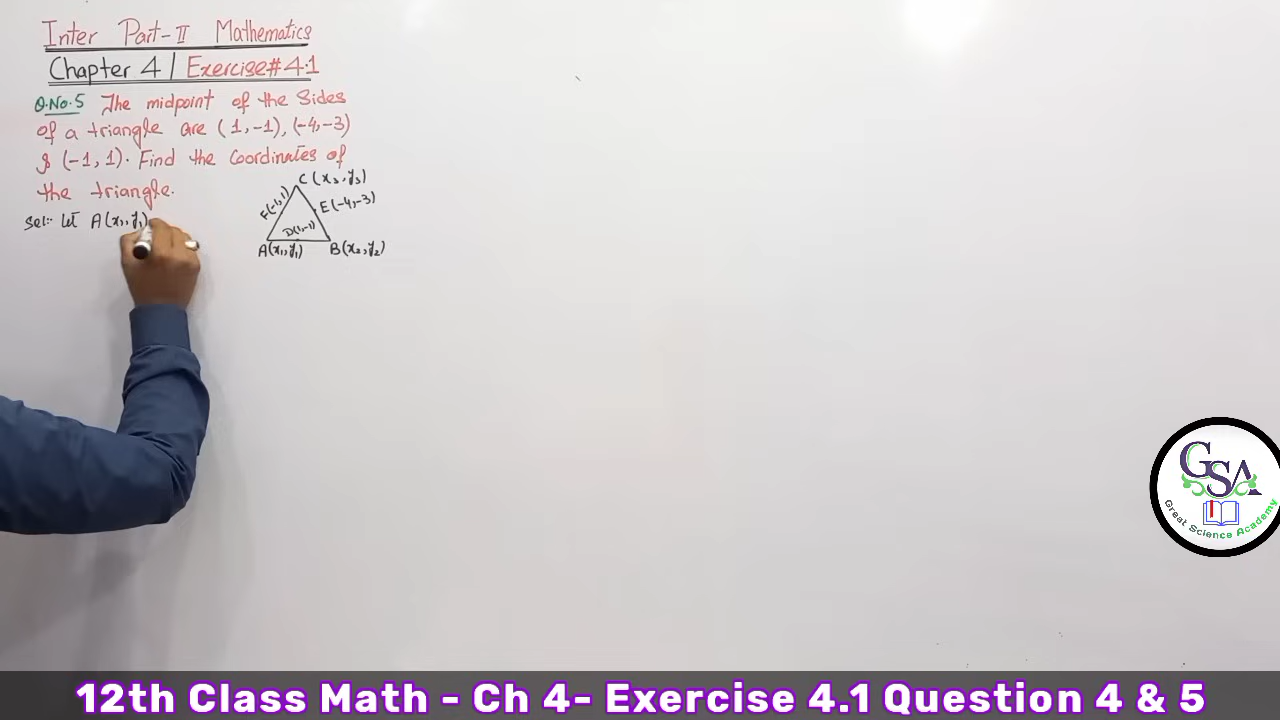 Inter Part-II Mathematics
Chapter 4 | Exercise#4.1
Q.No.5 The midpoint of the Sides
of a triangle are (1,-1), (-4,-3)
& (-1, 1). Find the Coordinates of
the triangle.
C(x₃,y₃)
F(-1,1)
E(-4,-3)
D(1,-1)
A(x₁,y₁)
B(x₂,y₂)
Sol:- let A(x₁,y₁)
GSA
Great Science Academy
12th Class Math - Ch 4- Exercise 4.1 Question 4 & 5